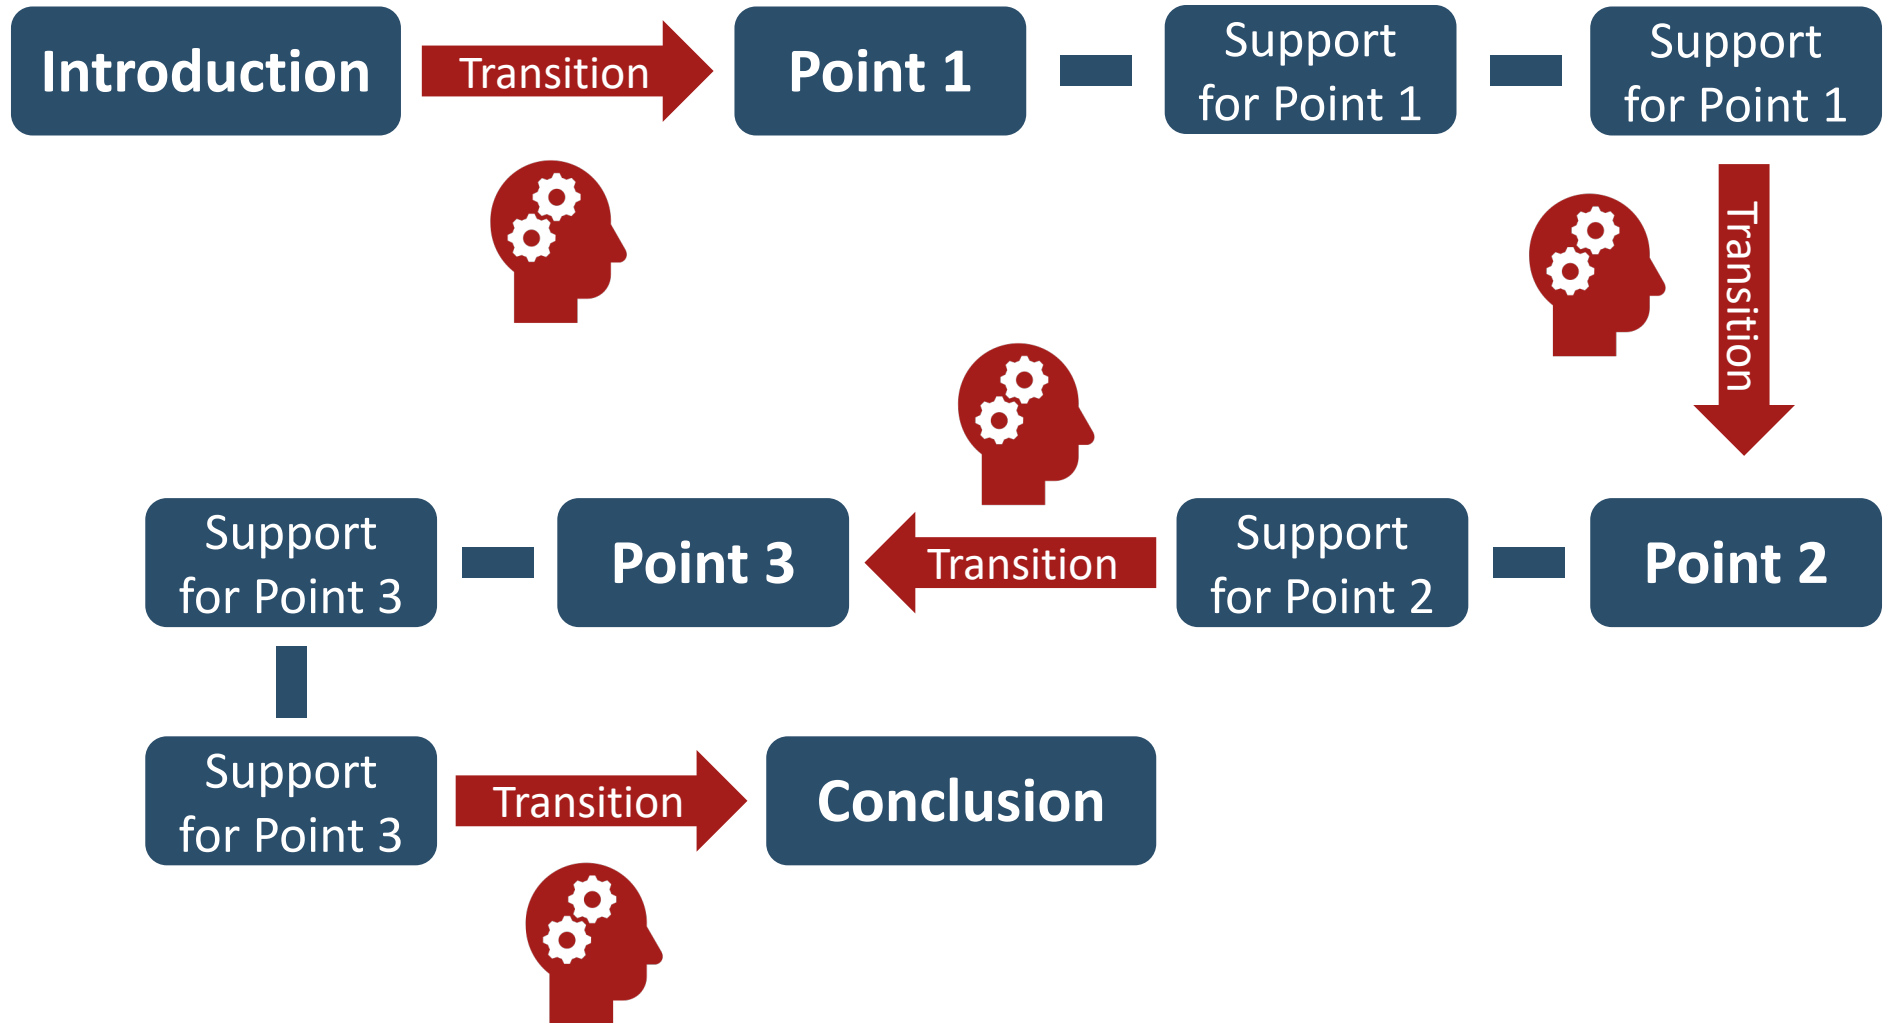 Introduction
Transition
Point 1
Support
for Point 1
Support
for Point 1
Transition
Point 2
Support
for Point 2
Transition
Point 3
Support
for Point 3
Support
for Point 3
Transition
Conclusion